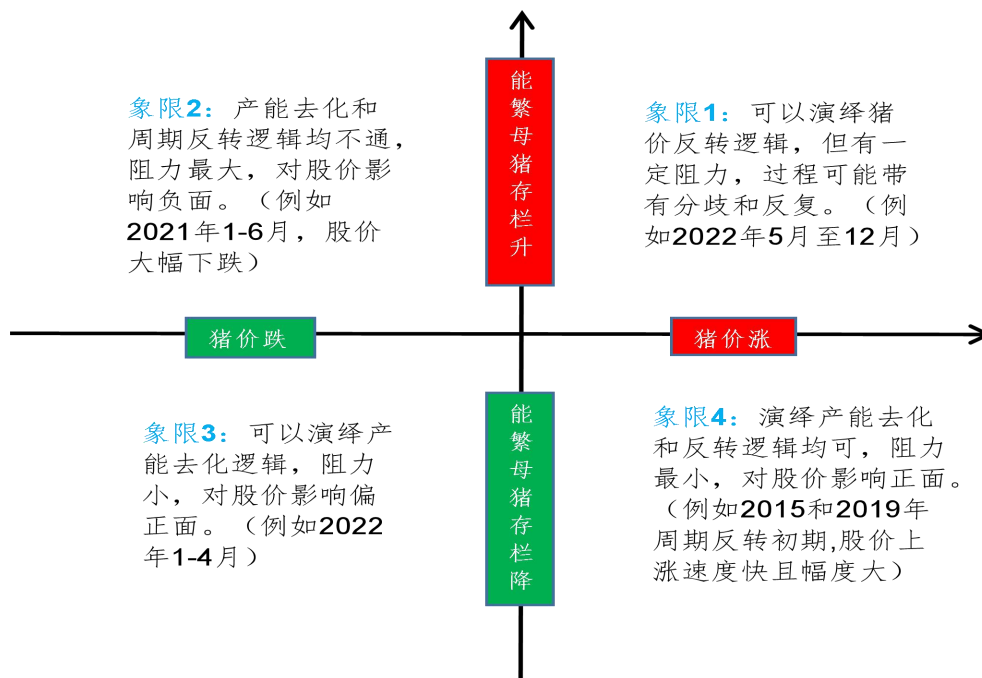 能繁母猪存栏升
象限2：产能去化和
周期反转逻辑均不通，
阻力最大，对股价影
响负面。（例如
2021年1-6月，股价
大幅下跌）
象限1：可以演绎猪
价反转逻辑，但有一
定阻力，过程可能带
有分歧和反复。（例
如2022年5月至12月）
猪价跌
猪价涨
象限3：可以演绎产
能去化逻辑，阻力
小，对股价影响偏
正面。（例如2022
年1-4月）
能繁母猪存栏降
象限4：演绎产能去化
和反转逻辑均可，阻力
最小，对股价影响正面。
（例如2015和2019年
周期反转初期,股价上
涨速度快且幅度大）